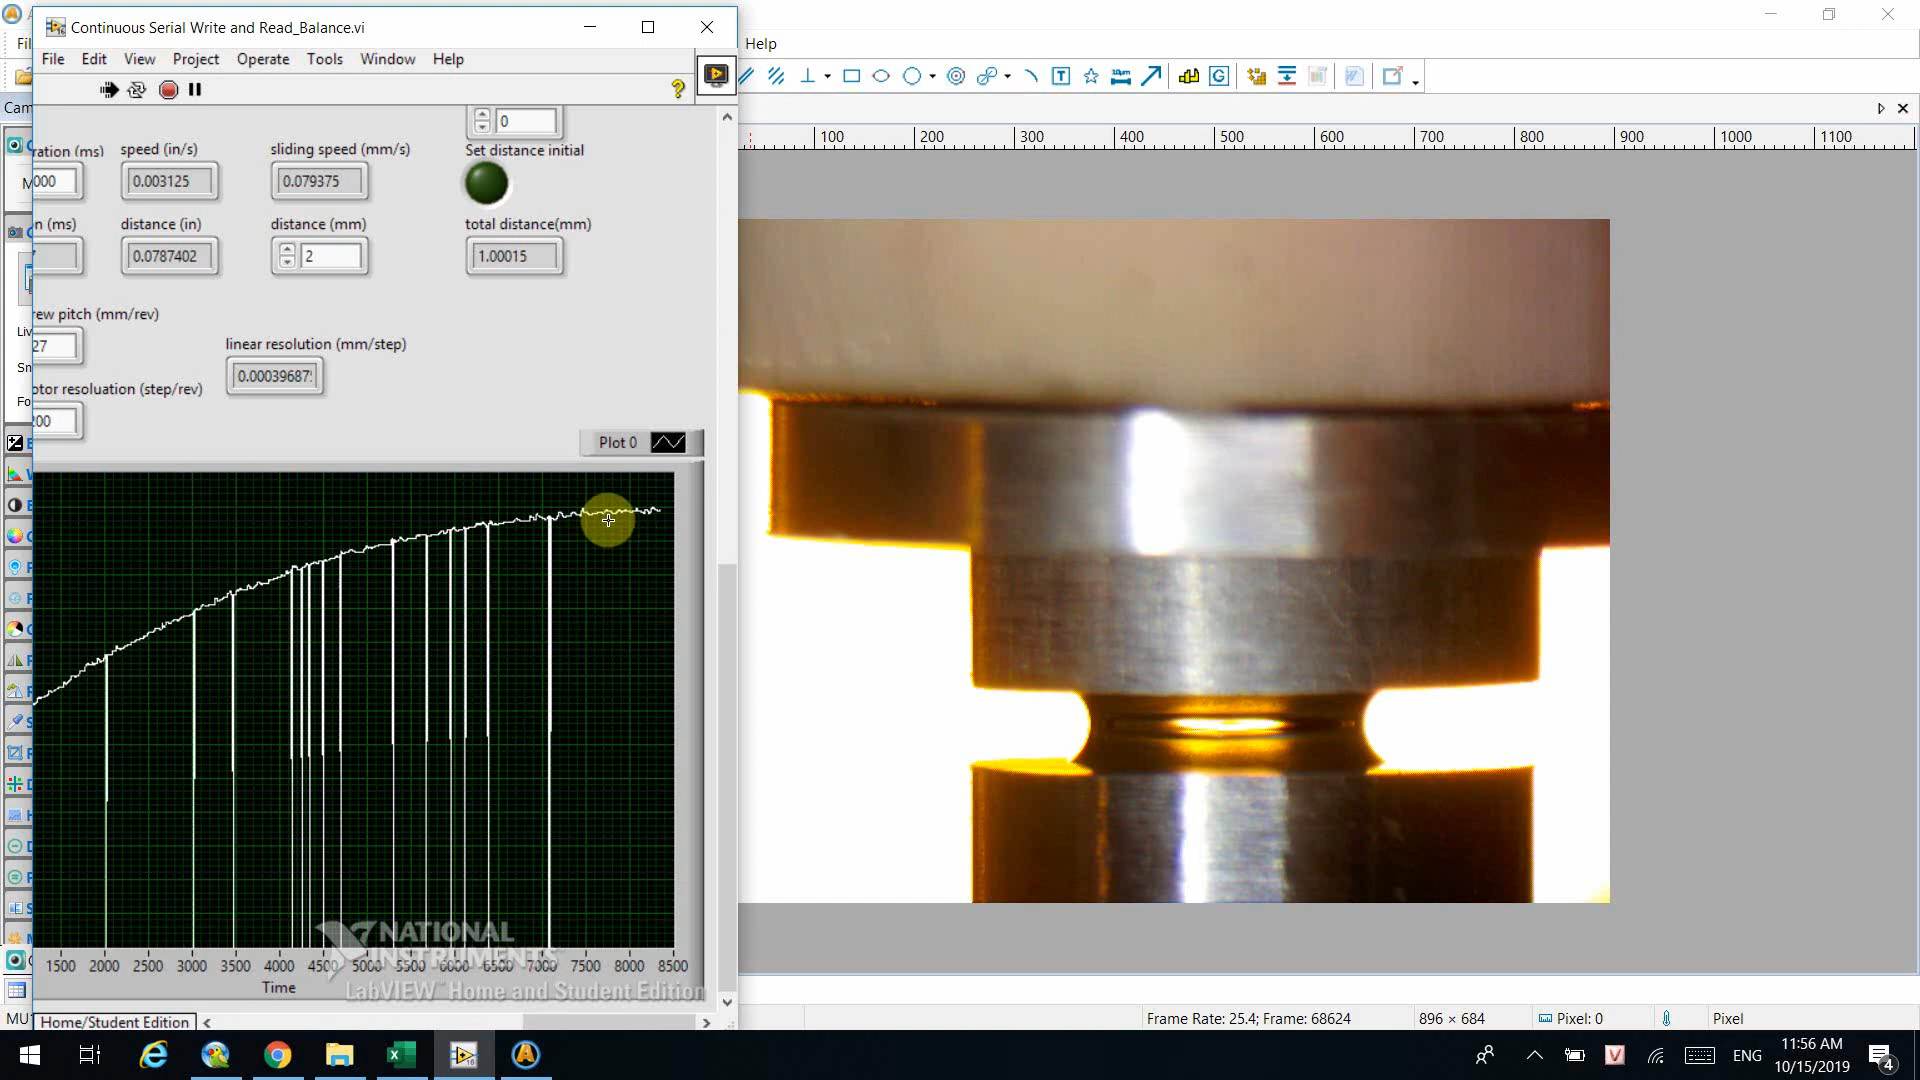 Continuous Serial Write and Read_Balance.vi
File Edit View Project Operate Tools Window Help
Help
0
ration (ms) speed (in/s) sliding speed (mm/s) Set distance initial
000 0.003125 0.079375
n (ms) distance (in) distance (mm) total distance(mm)
0.0787402 2 1.00015
rew pitch (mm/rev)
27
linear resolution (mm/step)
0.00039687
otor resoluation (step/rev)
200
Plot 0
100 200 300 400 500 600 700 800 900 1000 1100
NATIONAL
INSTRUMENTS
1500 2000 2500 3000 3500 4000 4500 5000 5500 6000 6500 7000 7500 8000 8500
Time
LabVIEW™ Home and Student Edition
Home/Student Edition
Frame Rate: 25.4; Frame: 68624 896 × 684 Pixel: 0 Pixel
ENG
11:56 AM
10/15/2019
4